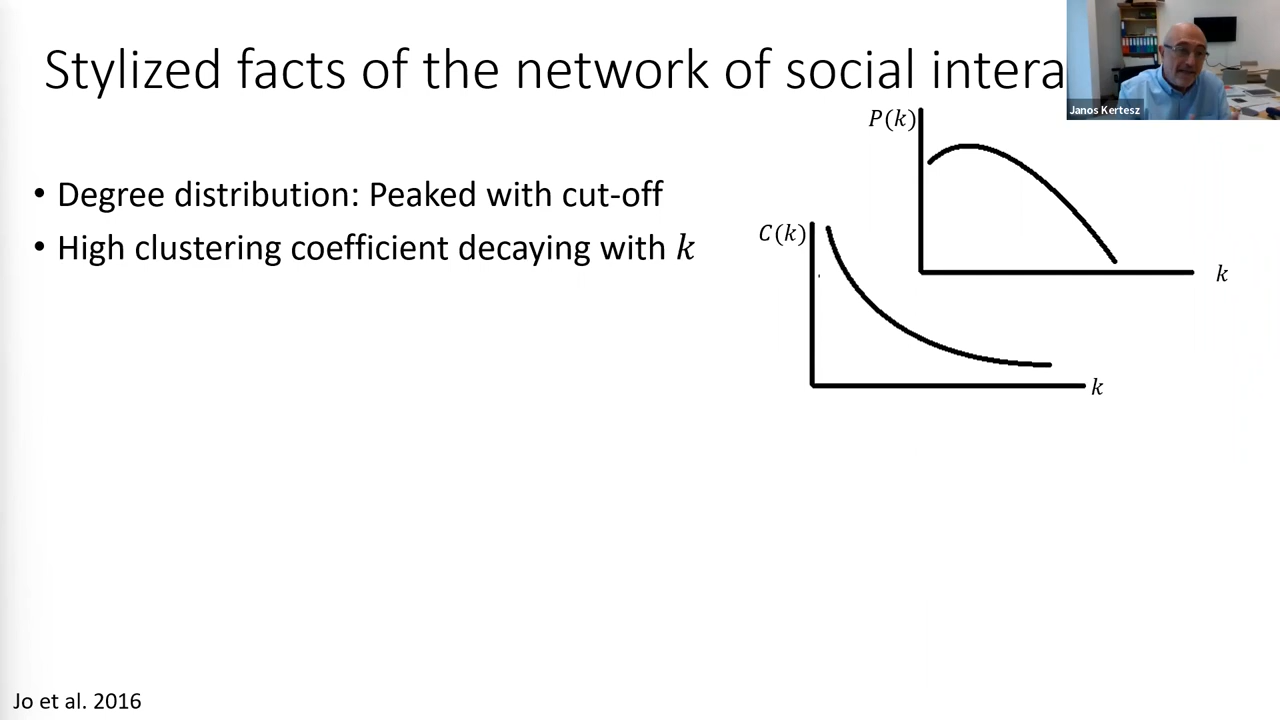 Stylized facts of the network of social intera
Janos Kertesz
P(k)
• Degree distribution: Peaked with cut-off
C(k)
• High clustering coefficient decaying with k
k
k
Jo et al. 2016